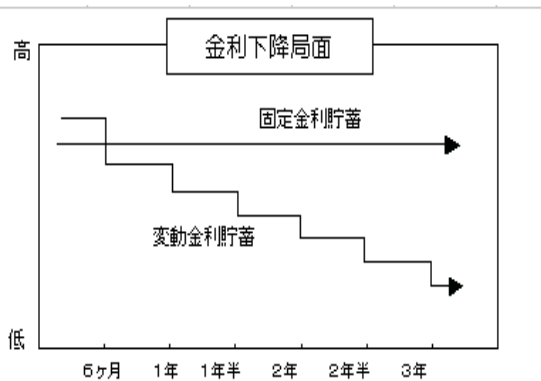 金利下降局面
高
固定金利貯蓄
変動金利貯蓄
低
6ヶ月 1年 1年半 2年 2年半 3年